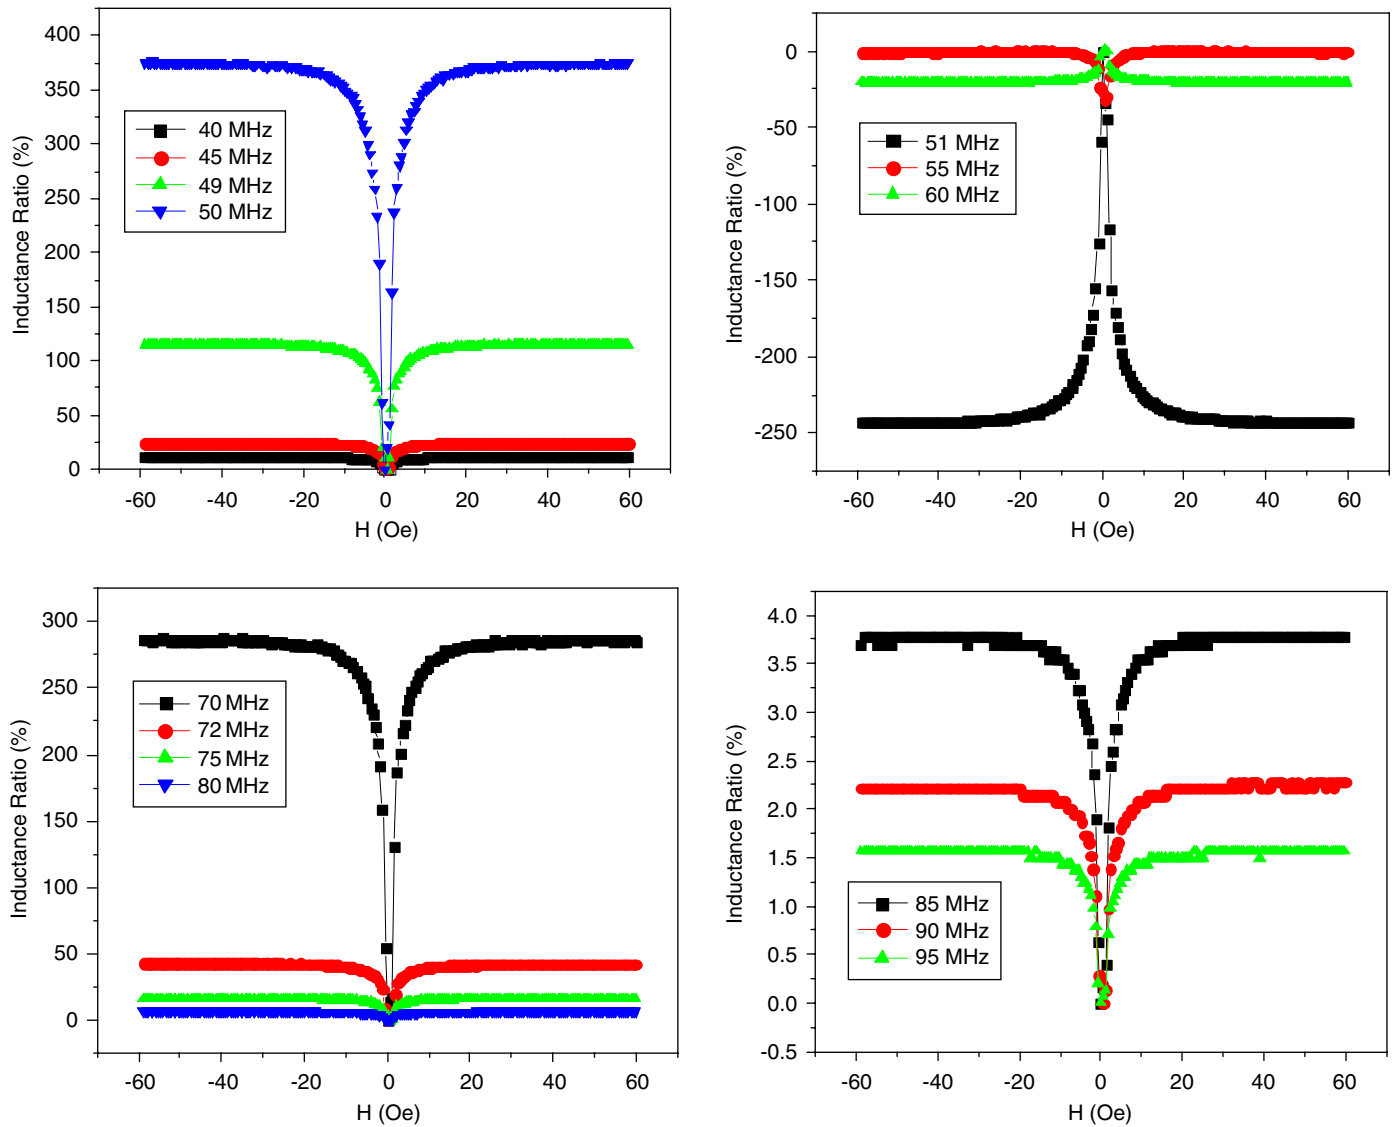 400
350
300
250
200
150
100
50
0
Inductance Ratio (%)
40 MHz
45 MHz
49 MHz
50 MHz
-60 -40 -20 0 20 40 60
H (Oe)
0
-50
-100
-150
-200
-250
Inductance Ratio (%)
51 MHz
55 MHz
60 MHz
-60 -40 -20 0 20 40 60
H (Oe)
300
250
200
150
100
50
0
Inductance Ratio (%)
70 MHz
72 MHz
75 MHz
80 MHz
-60 -40 -20 0 20 40 60
H (Oe)
4.0
3.5
3.0
2.5
2.0
1.5
1.0
0.5
0.0
-0.5
Inductance Ratio (%)
85 MHz
90 MHz
95 MHz
-60 -40 -20 0 20 40 60
H (Oe)